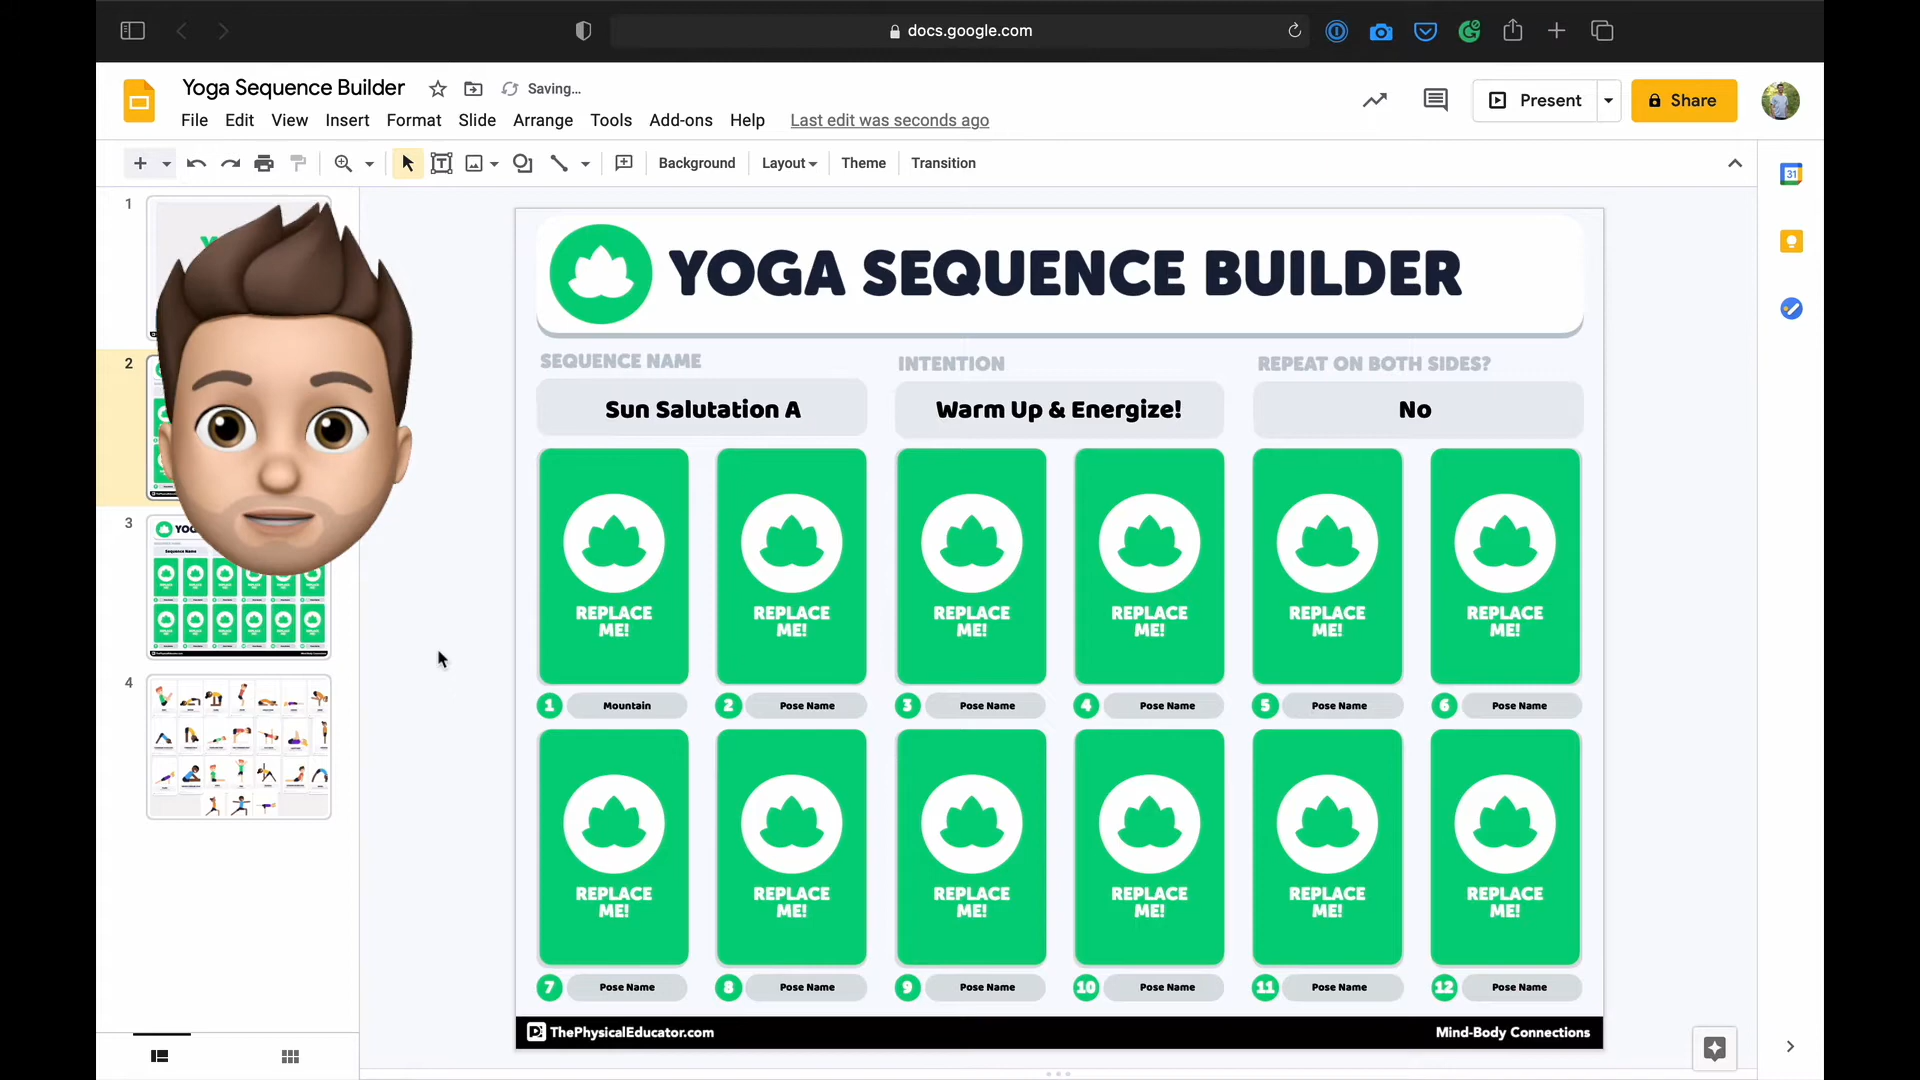 docs.google.com
Yoga Sequence Builder
Saving...
File Edit View Insert Format Slide Arrange Tools Add-ons Help Last edit was seconds ago
Present
Share
Background Layout Theme Transition
31
1
2
3
4
YOGA SEQUENCE BUILDER
SEQUENCE NAME
INTENTION
REPEAT ON BOTH SIDES?
Sun Salutation A
Warm Up & Energize!
No
REPLACE ME!
REPLACE ME!
REPLACE ME!
REPLACE ME!
REPLACE ME!
REPLACE ME!
1 Mountain
2 Pose Name
3 Pose Name
4 Pose Name
5 Pose Name
6 Pose Name
REPLACE ME!
REPLACE ME!
REPLACE ME!
REPLACE ME!
REPLACE ME!
REPLACE ME!
7 Pose Name
8 Pose Name
9 Pose Name
10 Pose Name
11 Pose Name
12 Pose Name
ThePhysicalEducator.com
Mind-Body Connections
Sequence Name